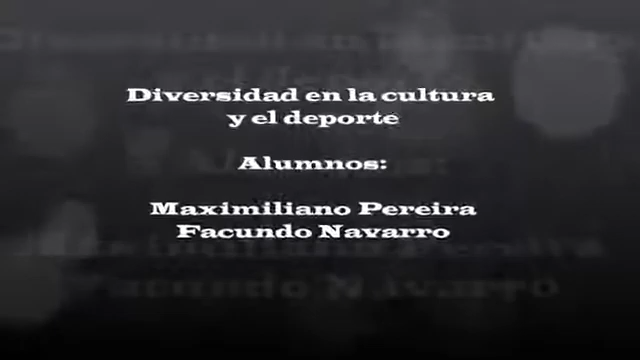 Diversidad en la cultura
y el deporte
Alumnos:
Maximiliano Pereira
Facundo Navarro